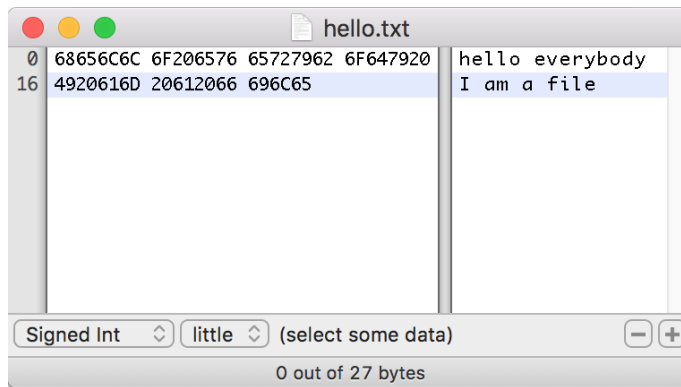 hello.txt
0 68656C6C 6F206576 65727962 6F647920 hello everybody
16 4920616D 20612066 696C65 I am a file
Signed Int little (select some data) − +
0 out of 27 bytes